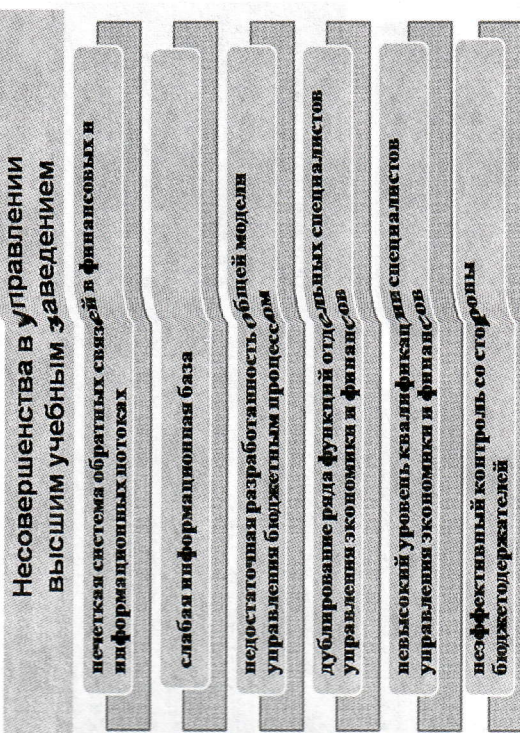 Несовершенства в управлении
высшим учебным заведением
нечеткая система обратных связей в финансовых и
информационных потоках
слабая информационная база
недостаточная разработанность общей модели
управления бюджетным процессом
дублирование ряда функций отдельных специалистов
управления экономики и финансов
невысокий уровень квалификации специалистов
управления экономики и финансов
неэффективный контроль со стороны
бюджетодержателей